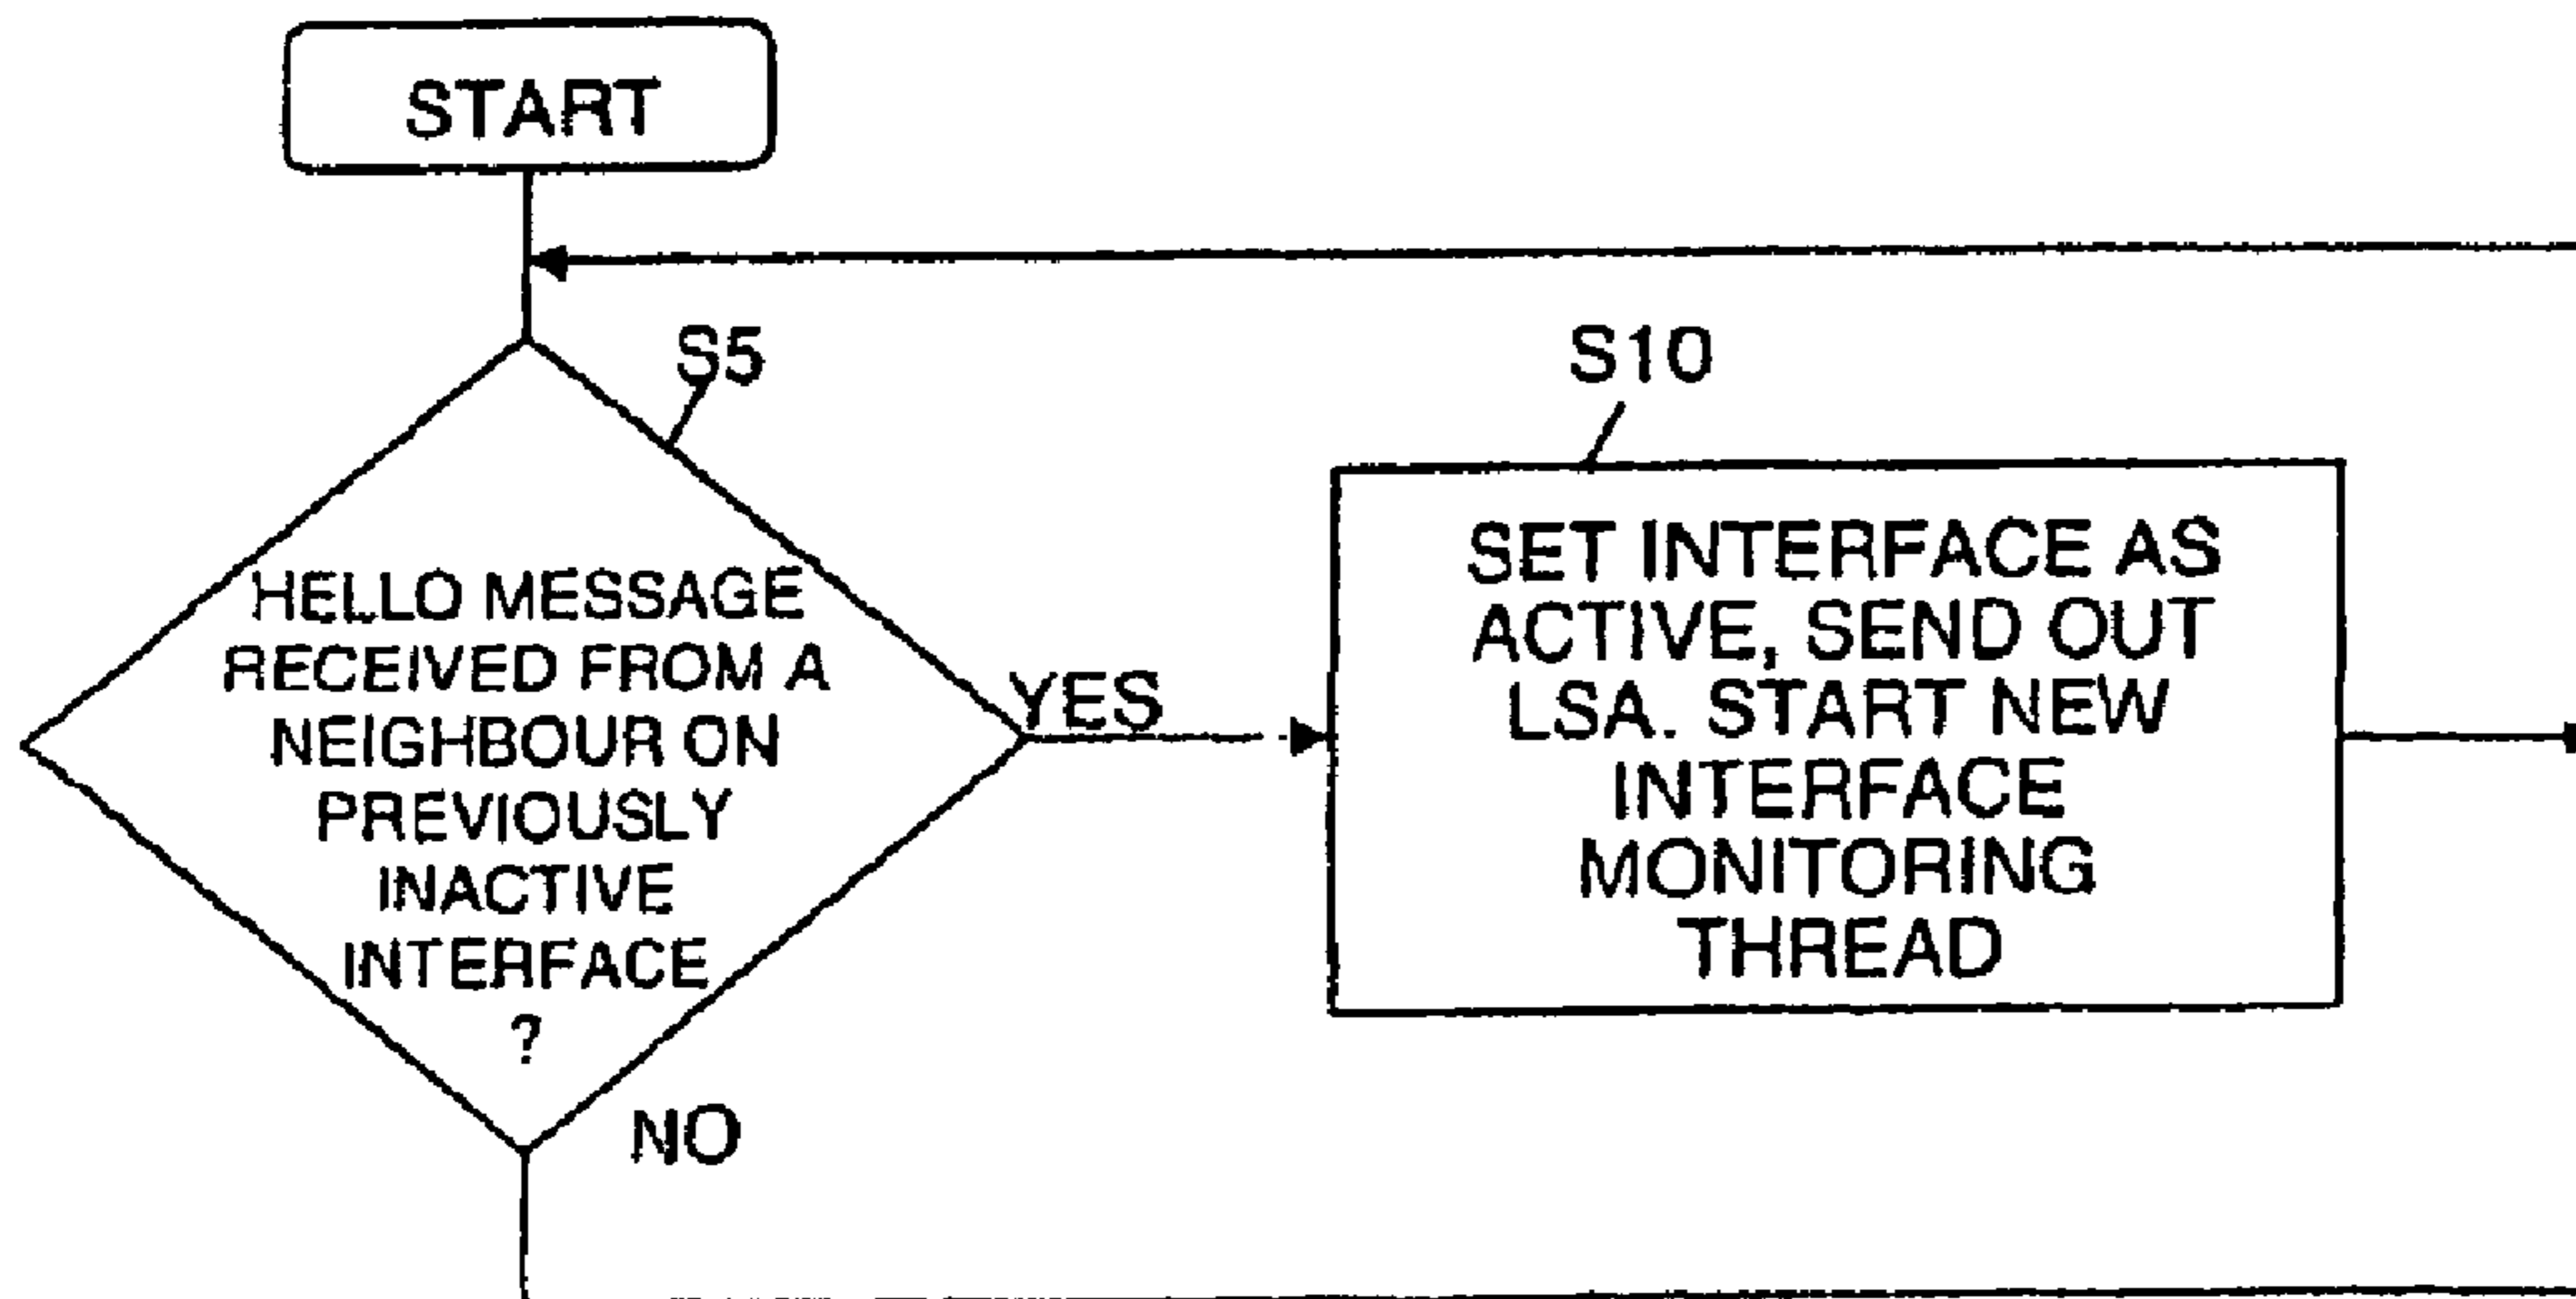 START
S5
HELLO MESSAGE
RECEIVED FROM A
NEIGHBOUR ON
PREVIOUSLY
INACTIVE
INTERFACE
?
YES
NO
S10
SET INTERFACE AS
ACTIVE, SEND OUT
LSA. START NEW
INTERFACE
MONITORING
THREAD